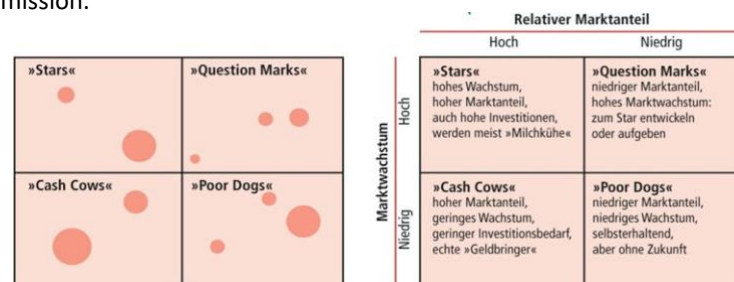 mission.
»Stars«
»Question Marks«
»Cash Cows«
»Poor Dogs«
Relativer Marktanteil
Hoch
Niedrig
Marktwachstum
Hoch
»Stars«
hohes Wachstum,
hoher Marktanteil,
auch hohe Investitionen,
werden meist »Milchkühe«
»Question Marks«
niedriger Marktanteil,
hohes Marktwachstum:
zum Star entwickeln
oder aufgeben
Niedrig
»Cash Cows«
hoher Marktanteil,
geringes Wachstum,
geringer Investitionsbedarf,
echte »Geldbringer«
»Poor Dogs«
niedriger Marktanteil,
niedriges Wachstum,
selbsterhaltend,
aber ohne Zukunft